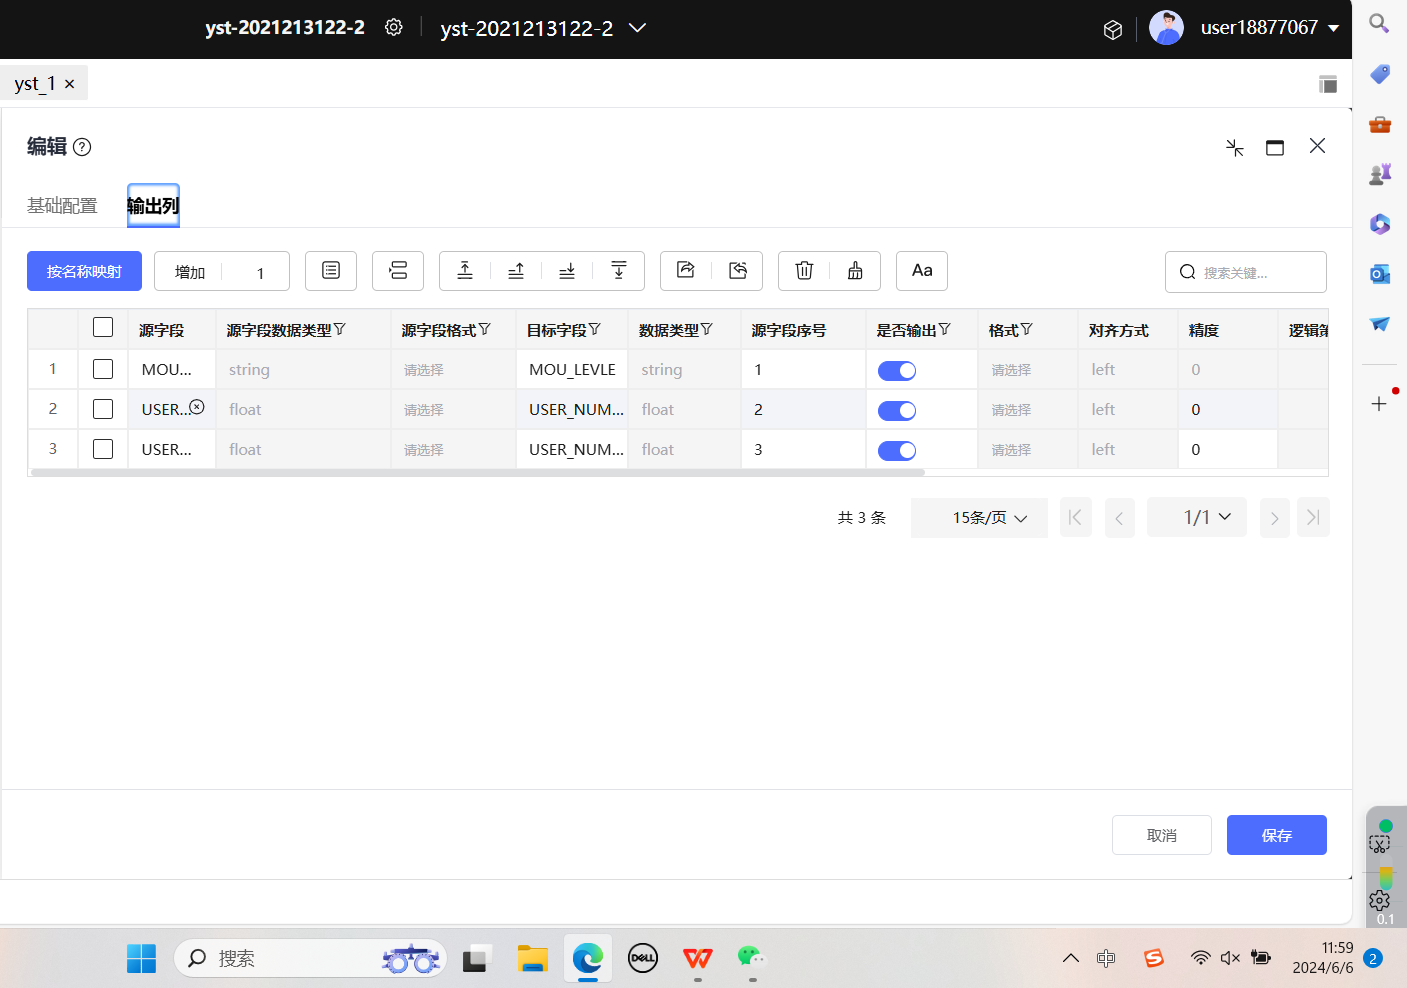 yst-2021213122-2 yst-2021213122-2 user18877067
yst_1 ×
编辑 ?
基础配置 输出列
按名称映射 增加 1 Aa 搜索关键...
源字段 源字段数据类型 源字段格式 目标字段 数据类型 源字段序号 是否输出 格式 对齐方式 精度 逻辑
1 MOU... string 请选择 MOU_LEVLE string 1 请选择 left 0
2 USER... float 请选择 USER_NUM... float 2 请选择 left 0
3 USER... float 请选择 USER_NUM... float 3 请选择 left 0
共 3 条 15条/页 1/1
取消 保存
0.1
搜索 DELL 中 S 11:59
2024/6/6 2